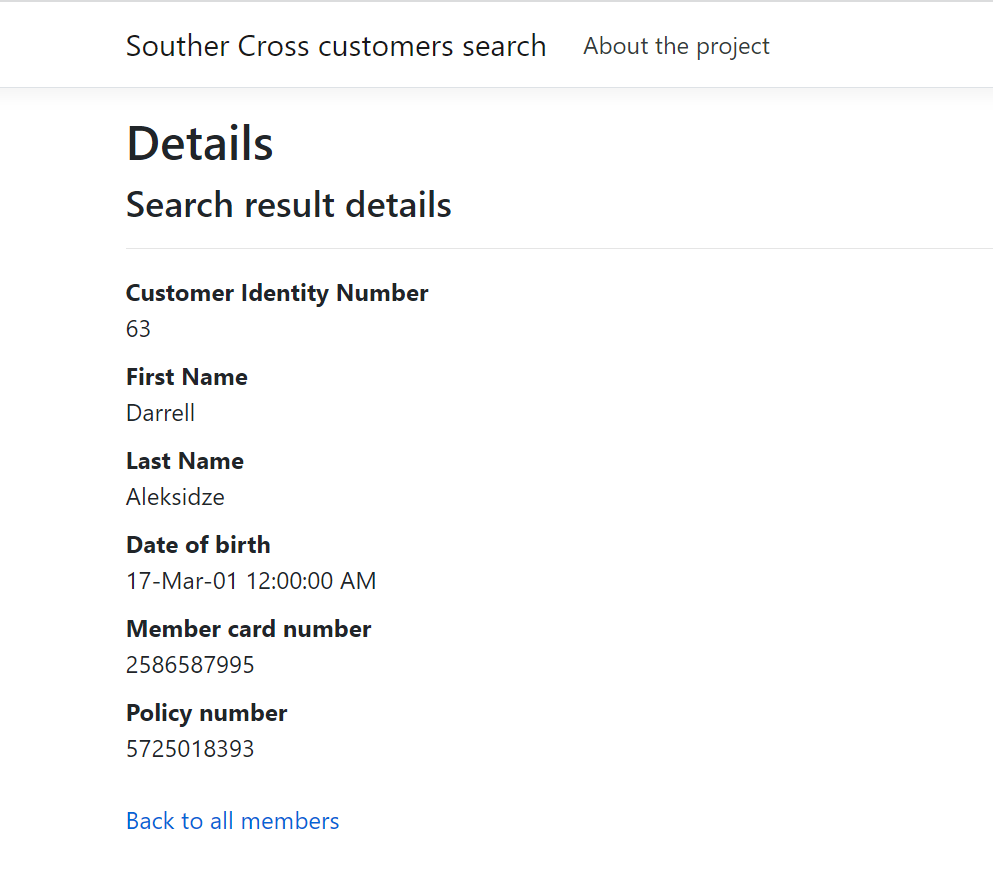 Souther Cross customers search About the project
Details
Search result details
Customer Identity Number
63
First Name
Darrell
Last Name
Aleksidze
Date of birth
17-Mar-01 12:00:00 AM
Member card number
2586587995
Policy number
5725018393
Back to all members